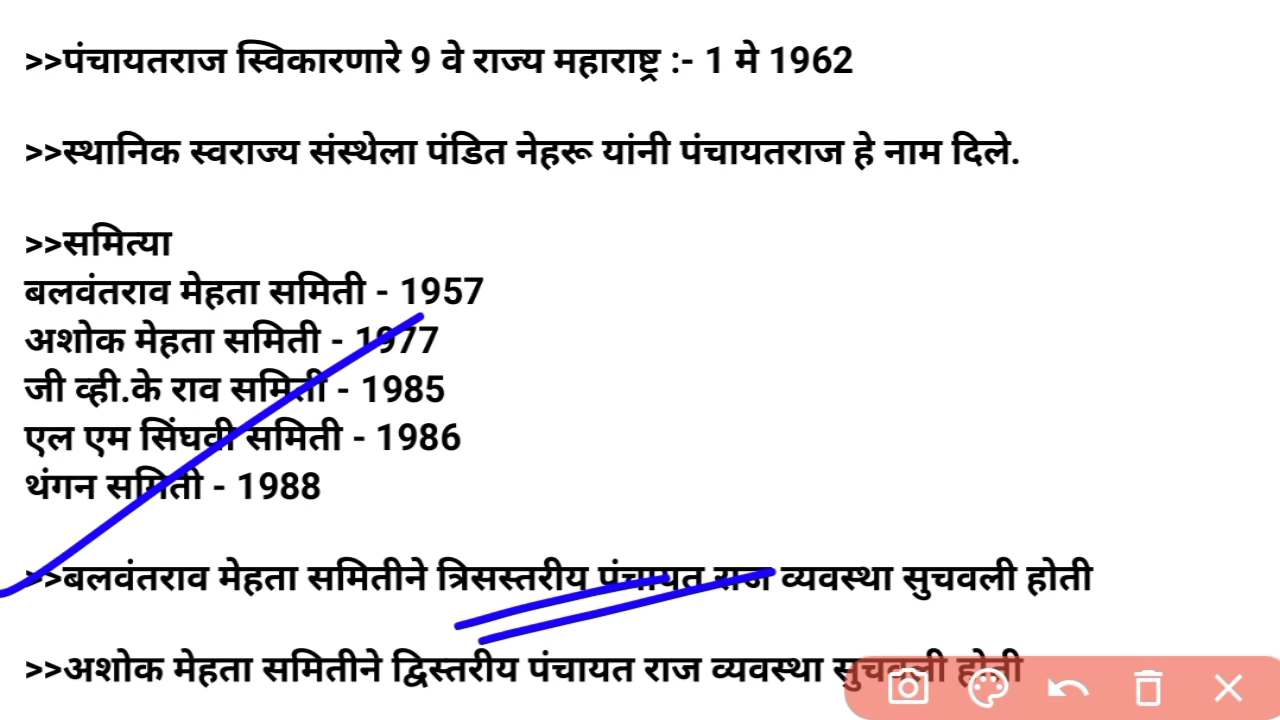 >>पंचायतराज स्विकारणारे 9 वे राज्य महाराष्ट्र :- 1 मे 1962
>>स्थानिक स्वराज्य संस्थेला पंडित नेहरू यांनी पंचायतराज हे नाम दिले.
>>समित्या
बलवंतराव मेहता समिती - 1957
अशोक मेहता समिती - 1977
जी व्ही.के राव समिती - 1985
एल एम सिंघवी समिती - 1986
थंगन समिती - 1988
>>बलवंतराव मेहता समितीने त्रिसस्तरीय पंचायत राज व्यवस्था सुचवली होती
>>अशोक मेहता समितीने द्विस्तरीय पंचायत राज व्यवस्था सुचवली होती